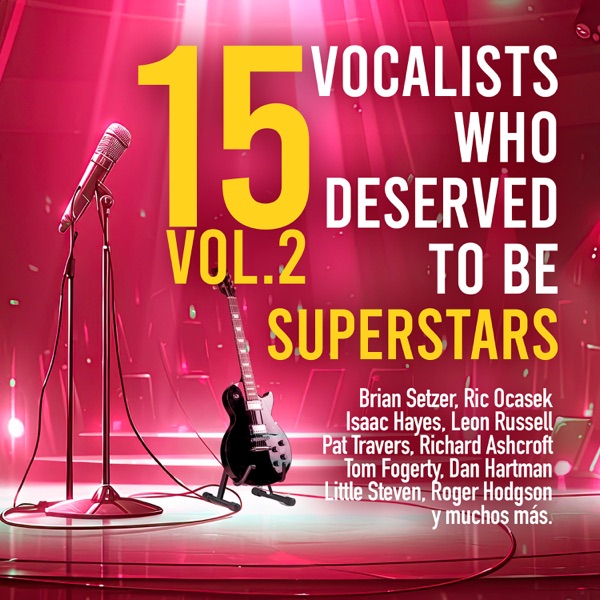 15
VOL.2
VOCALISTS
WHO
DESERVED
TO BE
SUPERSTARS
Brian Setzer, Ric Ocasek
Isaac Hayes, Leon Russell
Pat Travers, Richard Ashcroft
Tom Fogerty, Dan Hartman
Little Steven, Roger Hodgson
y muchos más.